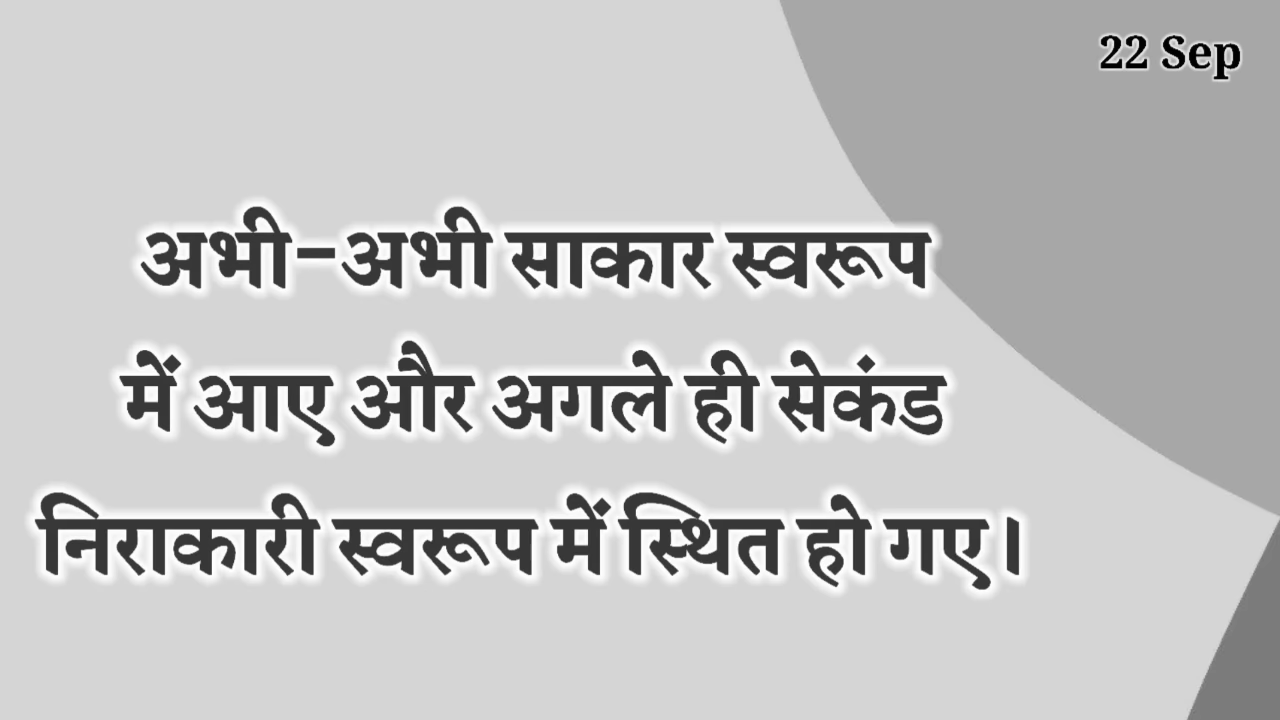 22 Sep
अभी-अभी साकार स्वरूप
में आए और अगले ही सेकंड
निराकारी स्वरूप में स्थित हो गए।